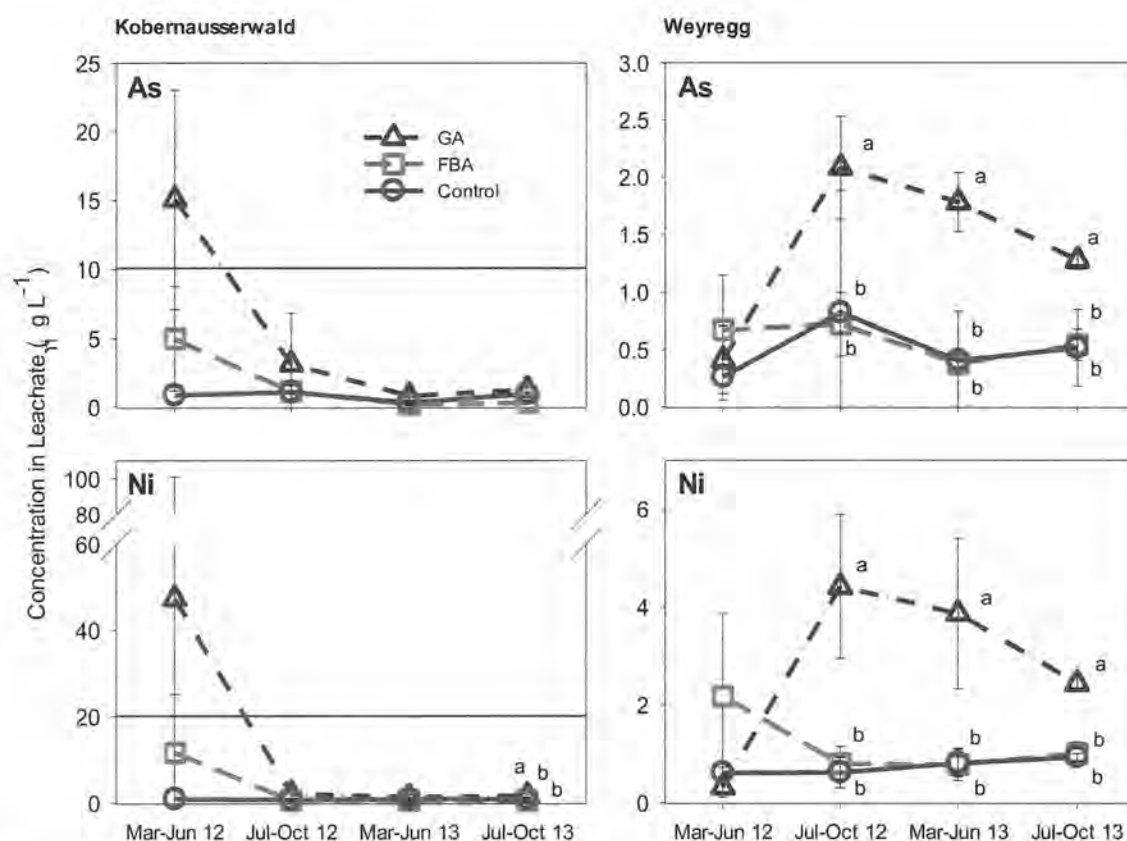 Kobernausserwald
Weyregg
As
GA
FBA
Control
25
20
15
10
5
0
As
a
a
a
b
b
b
b
b
b
3.0
2.5
2.0
1.5
1.0
0.5
0.0
Concentration in Leachate ( µg L⁻¹)
Ni
100
80
60
40
20
0
a b
b
Ni
a
a
a
b
b
b
b
b
b
6
4
2
0
Mar-Jun 12 Jul-Oct 12 Mar-Jun 13 Jul-Oct 13
Mar-Jun 12 Jul-Oct 12 Mar-Jun 13 Jul-Oct 13